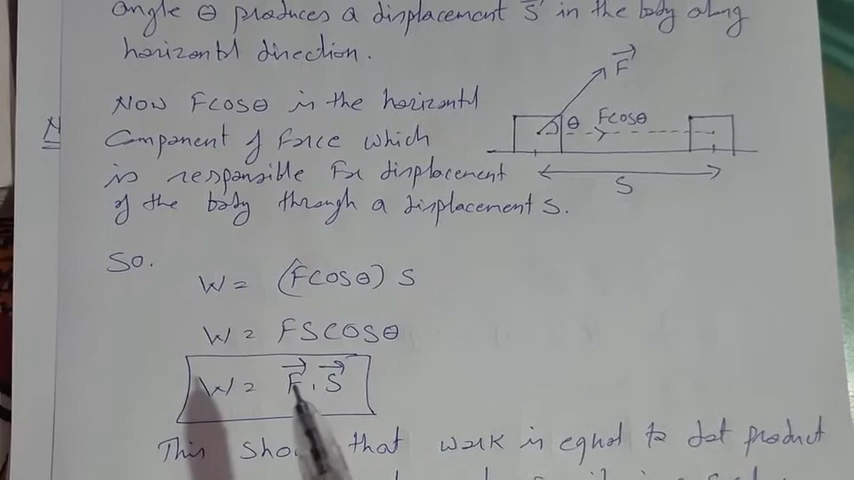 angle θ produces a displacement S⃗ in the body along
horizontal direction.
F⃗
Now Fcosθ is the horizontal
θ Fcosθ
N
Component of Force which
is responsible For displacement
S
of the body through a displacement S.
So.
W = (Fcosθ) S
W = FSCOSθ
W = F⃗.S⃗
This that work is equal to dot product